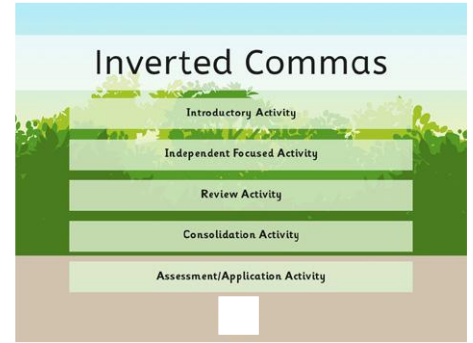 Inverted Commas
Introductory Activity
Independent Focused Activity
Review Activity
Consolidation Activity
Assessment/Application Activity